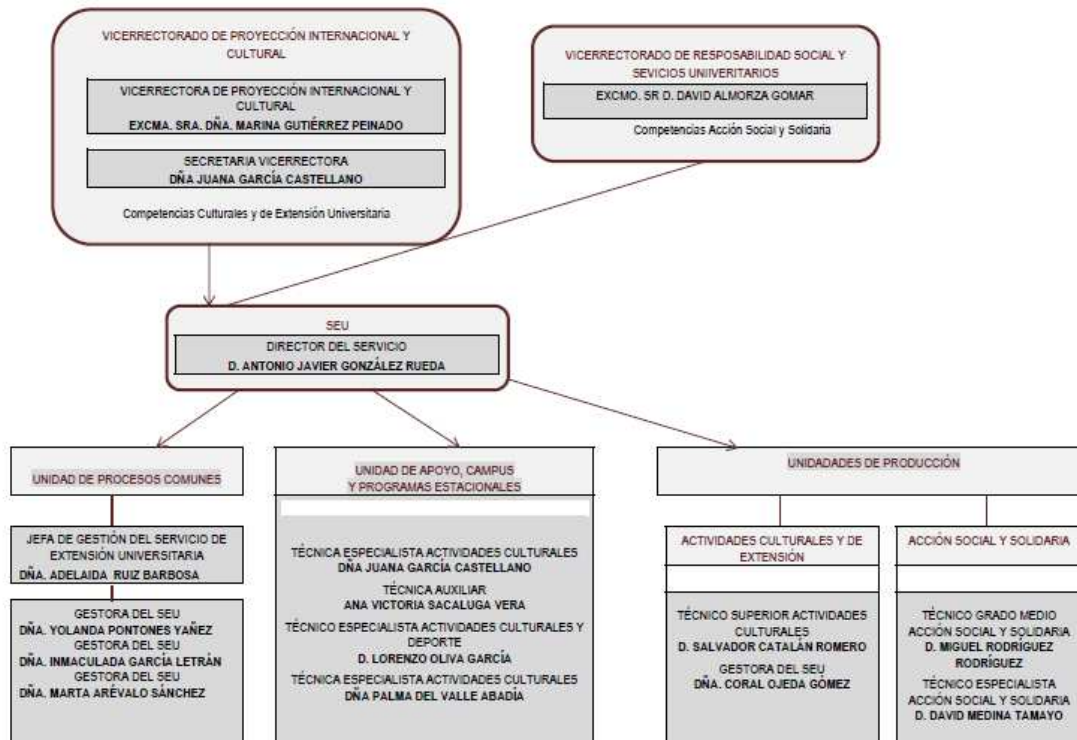 VICERRECTORADO DE PROYECCIÓN INTERNACIONAL Y
CULTURAL
VICERRECTORA DE PROYECCIÓN INTERNACIONAL Y
CULTURAL
EXCMA. SRA. DÑA. MARINA GUTIÉRREZ PEINADO
SECRETARIA VICERRECTORA
DÑA JUANA GARCÍA CASTELLANO
Competencias Culturales y de Extensión Universitaria
VICERRECTORADO DE RESPOSABILIDAD SOCIAL Y
SEVICIOS UNIIVERITARIOS
EXCMO. SR D. DAVID ALMORZA GOMAR
Competencias Acción Social y Solidaria
SEU
DIRECTOR DEL SERVICIO
D. ANTONIO JAVIER GONZÁLEZ RUEDA
UNIDAD DE PROCESOS COMUNES
JEFA DE GESTIÓN DEL SERVICIO DE
EXTENSIÓN UNIVERSITARIA
DÑA. ADELAIDA RUIZ BARBOSA
GESTORA DEL SEU
DÑA. YOLANDA PONTONES YAÑEZ
GESTORA DEL SEU
DÑA. INMACULADA GARCÍA LETRÁN
GESTORA DEL SEU
DÑA. MARTA ARÉVALO SÁNCHEZ
UNIDAD DE APOYO, CAMPUS
Y PROGRAMAS ESTACIONALES
TÉCNICA ESPECIALISTA ACTIVIDADES CULTURALES
DÑA JUANA GARCÍA CASTELLANO
TÉCNICA AUXILIAR
ANA VICTORIA SACALUGA VERA
TÉCNICO ESPECIALISTA ACTIVIDADES CULTURALES Y
DEPORTE
D. LORENZO OLIVA GARCÍA
TÉCNICA ESPECIALISTA ACTIVIDADES CULTURALES
DÑA PALMA DEL VALLE ABADÍA
UNIDADADES DE PRODUCCIÓN
ACTIVIDADES CULTURALES Y DE
EXTENSIÓN
TÉCNICO SUPERIOR ACTIVIDADES
CULTURALES
D. SALVADOR CATALÁN ROMERO
GESTORA DEL SEU
DÑA. CORAL OJEDA GÓMEZ
ACCIÓN SOCIAL Y SOLIDARIA
TÉCNICO GRADO MEDIO
ACCIÓN SOCIAL Y SOLIDARIA
D. MIGUEL RODRÍGUEZ
RODRÍGUEZ
TÉCNICO ESPECIALISTA
ACCIÓN SOCIAL Y SOLIDARIA
D. DAVID MEDINA TAMAYO